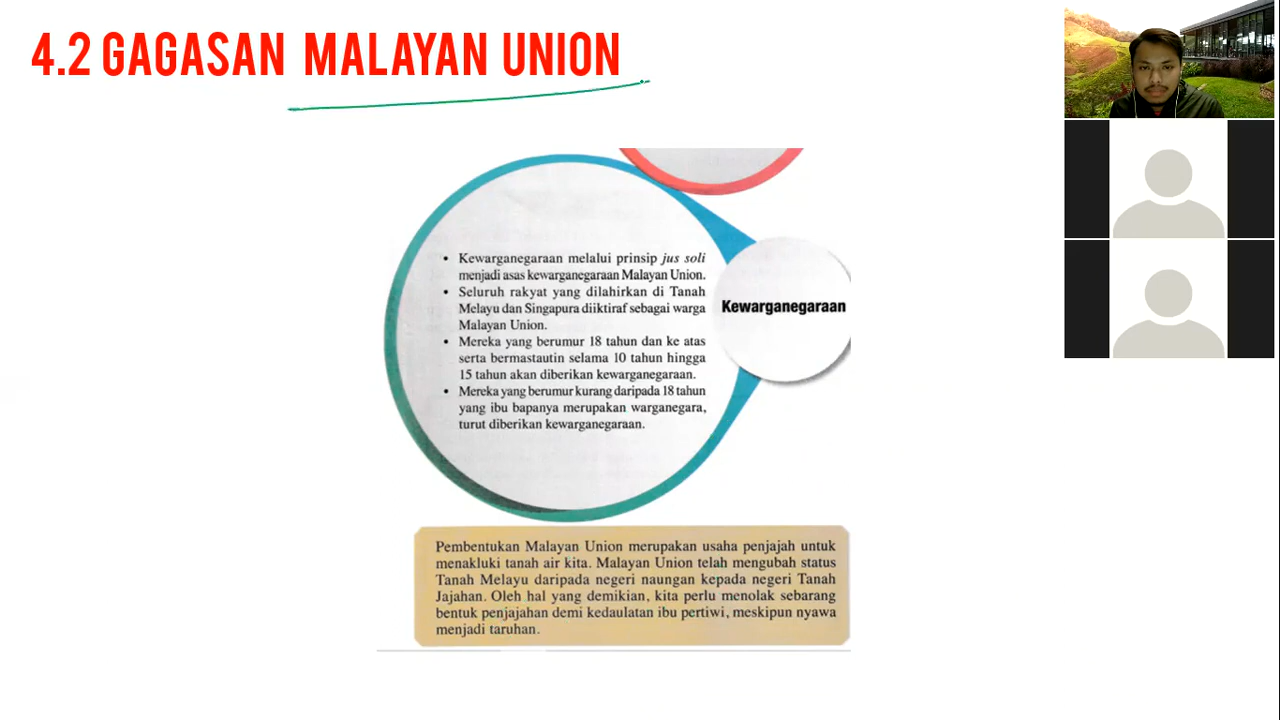 4.2 GAGASAN MALAYAN UNION
• Kewarganegaraan melalui prinsip jus soli
menjadi asas kewarganegaraan Malayan Union.
• Seluruh rakyat yang dilahirkan di Tanah
Melayu dan Singapura diiktiraf sebagai warga
Malayan Union.
• Mereka yang berumur 18 tahun dan ke atas
serta bermastautin selama 10 tahun hingga
15 tahun akan diberikan kewarganegaraan.
• Mereka yang berumur kurang daripada 18 tahun
yang ibu bapanya merupakan warganegara,
turut diberikan kewarganegaraan.
Kewarganegaraan
Pembentukan Malayan Union merupakan usaha penjajah untuk
menakluki tanah air kita. Malayan Union telah mengubah status
Tanah Melayu daripada negeri naungan kepada negeri Tanah
Jajahan. Oleh hal yang demikian, kita perlu menolak sebarang
bentuk penjajahan demi kedaulatan ibu pertiwi, meskipun nyawa
menjadi taruhan.